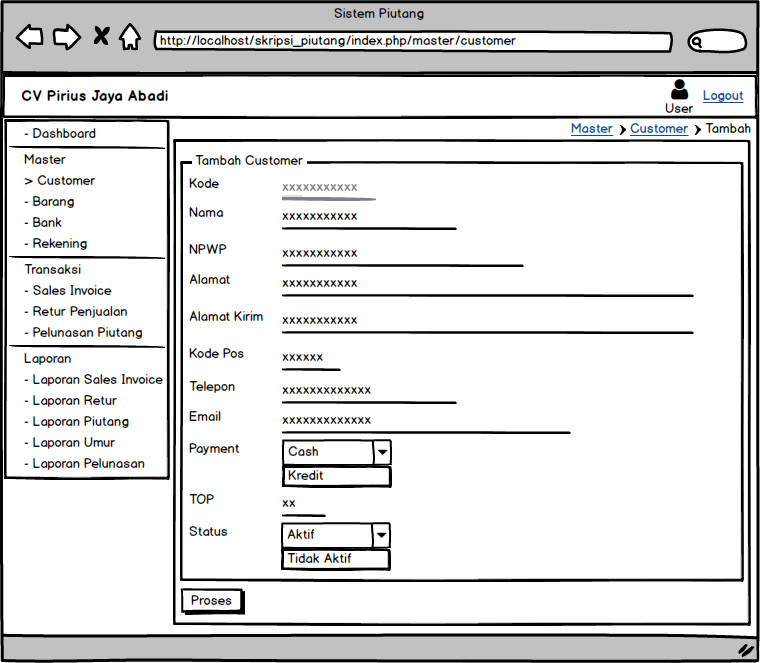 Sistem Piutang
http://localhost/skripsi_piutang/index.php/master/customer
CV Pirius Jaya Abadi
User
Logout
Master > Customer > Tambah
- Dashboard
Master
> Customer
- Barang
- Bank
- Rekening
Transaksi
- Sales Invoice
- Retur Penjualan
- Pelunasan Piutang
Laporan
- Laporan Sales Invoice
- Laporan Retur
- Laporan Piutang
- Laporan Umur
- Laporan Pelunasan
Tambah Customer
Kode xxxxxxxxxxx
Nama xxxxxxxxxxx
NPWP xxxxxxxxxxx
Alamat xxxxxxxxxxx
Alamat Kirim xxxxxxxxxxx
Kode Pos xxxxxx
Telepon xxxxxxxxxxxxx
Email xxxxxxxxxxxxx
Payment Cash
Kredit
TOP xx
Status Aktif
Tidak Aktif
Proses